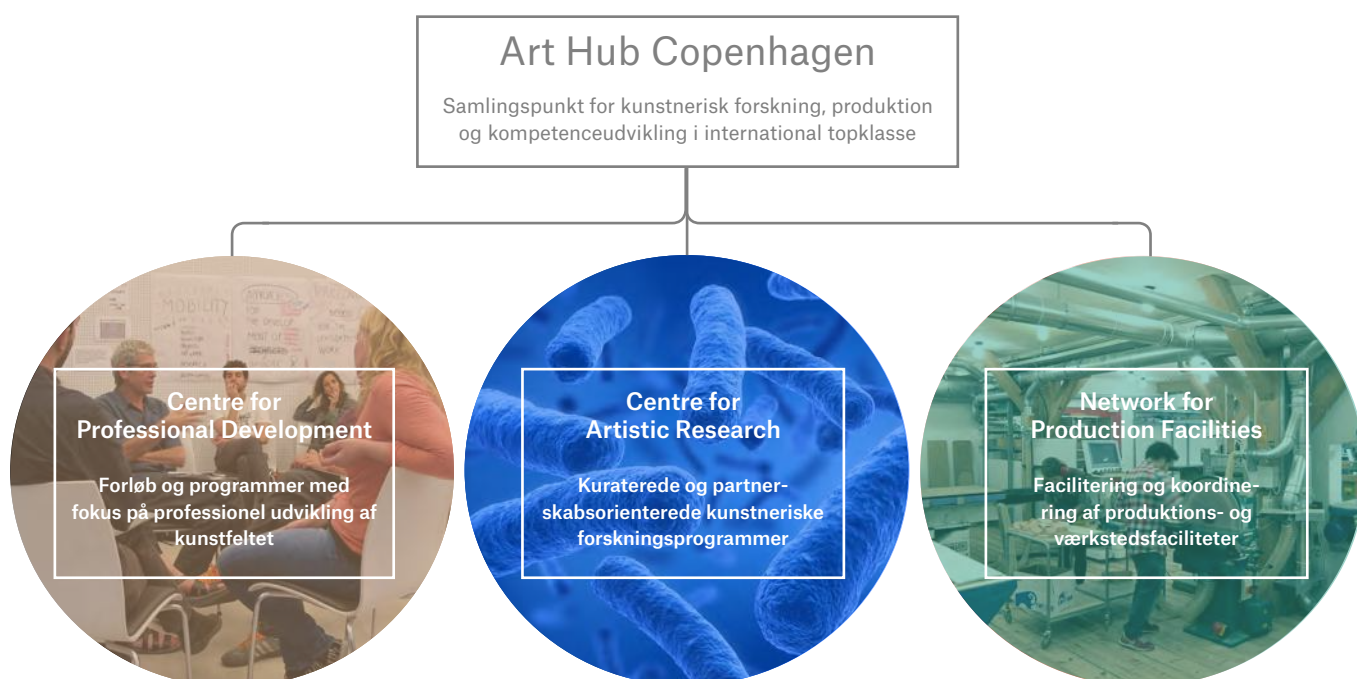 Art Hub Copenhagen
Samlingspunkt for kunstnerisk forskning, produktion
og kompetenceudvikling i international topklasse
Centre for
Professional Development
Forløb og programmer med
fokus på professionel udvikling af
kunstfeltet
Centre for
Artistic Research
Kuraterede og partner-
skabsorienterede kunstneriske
forskningsprogrammer
Network for
Production Facilities
Facilitering og koordine-
ring af produktions- og
værkstedsfaciliteter